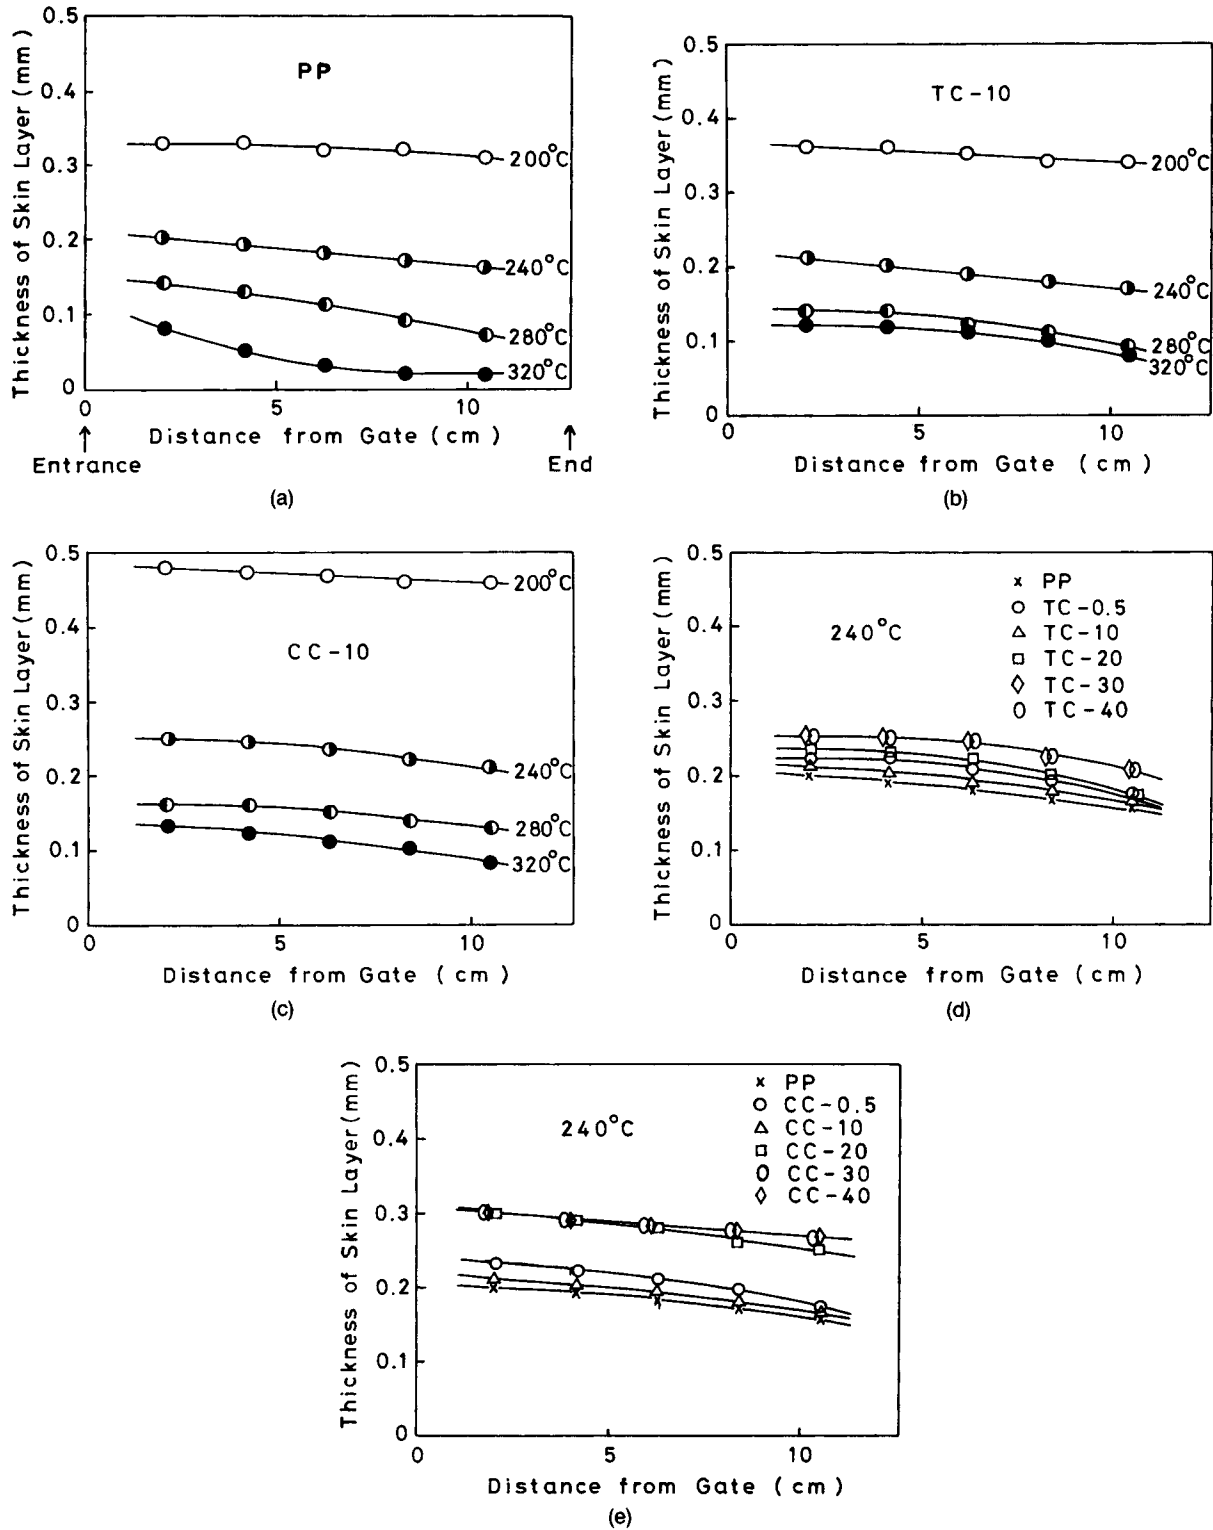 0.5
0.4
0.3
0.2
0.1
0
Thickness of Skin Layer (mm)
PP
200°C
240°C
280°C
320°C
0 5 10
Distance from Gate (cm)
↑ ↑
Entrance End
(a)
0.5
0.4
0.3
0.2
0.1
0
Thickness of Skin Layer (mm)
TC-10
200°C
240°C
280°C
320°C
0 5 10
Distance from Gate (cm)
(b)
0.5
0.4
0.3
0.2
0.1
0
Thickness of Skin Layer (mm)
CC-10
200°C
240°C
280°C
320°C
0 5 10
Distance from Gate (cm)
(c)
0.5
0.4
0.3
0.2
0.1
0
Thickness of Skin Layer (mm)
240°C
PP
TC-0.5
TC-10
TC-20
TC-30
TC-40
0 5 10
Distance from Gate (cm)
(d)
0.5
0.4
0.3
0.2
0.1
0
Thickness of Skin Layer (mm)
240°C
PP
CC-0.5
CC-10
CC-20
CC-30
CC-40
0 5 10
Distance from Gate (cm)
(e)